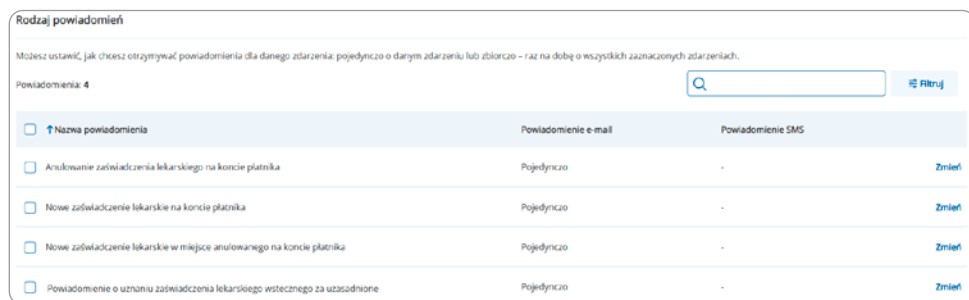 Rodzaj powiadomień
Możesz ustawić, jak chcesz otrzymywać powiadomienia dla danego zdarzenia: pojedynczo o danym zdarzeniu lub zbiorczo – raz na dobę o wszystkich zaznaczonych zdarzeniach.
Powiadomienia: 4
Filtruj
↑ Nazwa powiadomienia Powiadomienie e-mail Powiadomienie SMS
Anulowanie zaświadczenia lekarskiego na koncie płatnika Pojedynczo - Zmień
Nowe zaświadczenie lekarskie na koncie płatnika Pojedynczo - Zmień
Nowe zaświadczenie lekarskie w miejsce anulowanego na koncie płatnika Pojedynczo - Zmień
Powiadomienie o uznaniu zaświadczenia lekarskiego wstecznego za uzasadnione Pojedynczo - Zmień